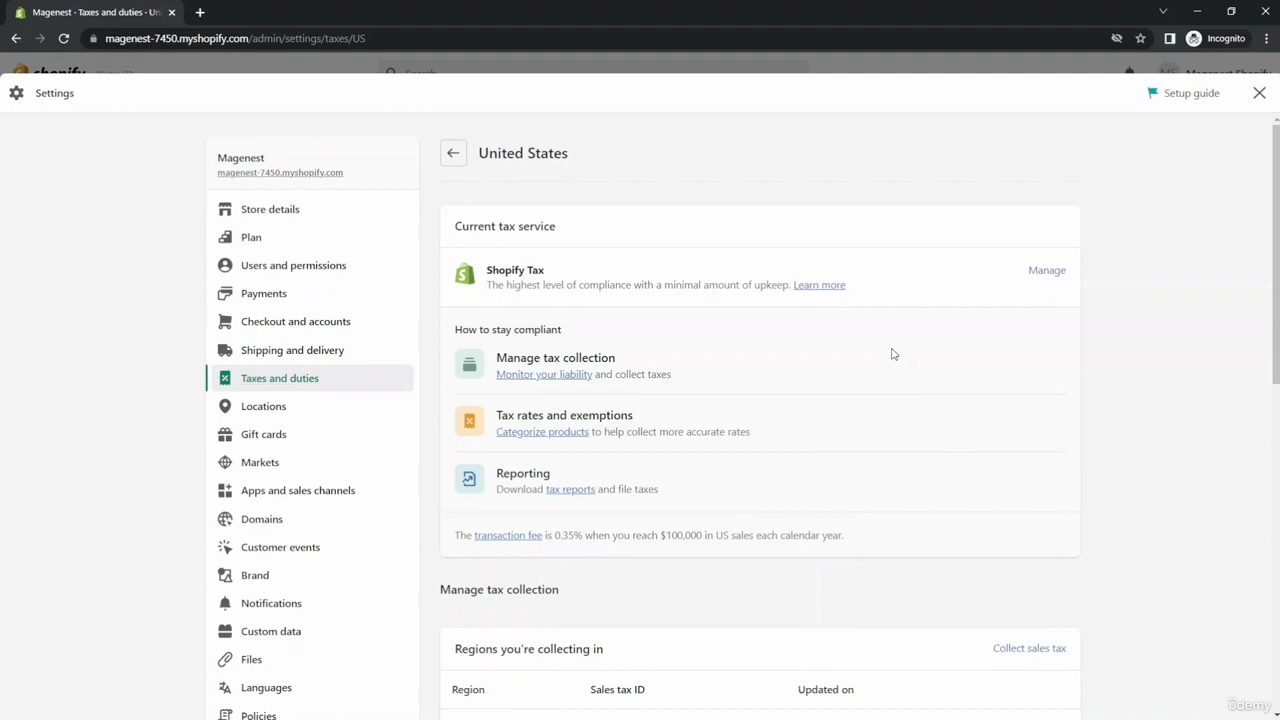 Magenest - Taxes and duties - Un
magenest-7450.myshopify.com/admin/settings/taxes/US
Incognito
shopify
Search
Magenest Shopify
Settings
Setup guide
Magenest
magenest-7450.myshopify.com
Store details
Plan
Users and permissions
Payments
Checkout and accounts
Shipping and delivery
Taxes and duties
Locations
Gift cards
Markets
Apps and sales channels
Domains
Customer events
Brand
Notifications
Custom data
Files
Languages
Policies
United States
Current tax service
Shopify Tax
Manage
The highest level of compliance with a minimal amount of upkeep. Learn more
How to stay compliant
Manage tax collection
Monitor your liability and collect taxes
Tax rates and exemptions
Categorize products to help collect more accurate rates
Reporting
Download tax reports and file taxes
The transaction fee is 0.35% when you reach $100,000 in US sales each calendar year.
Manage tax collection
Regions you're collecting in
Collect sales tax
Region Sales tax ID Updated on
ûdemy